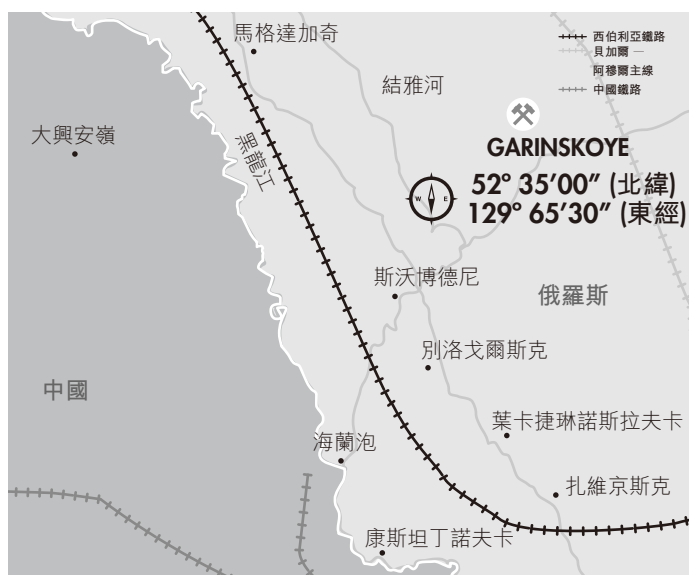 馬格達加奇
西伯利亞鐵路
貝加爾 —
阿穆爾主線
中國鐵路
結雅河
大興安嶺
黑龍江
GARINSKOYE
52° 35’00” (北緯)
129° 65’30” (東經)
W E
斯沃博德尼
俄羅斯
別洛戈爾斯克
中國
葉卡捷琳諾斯拉夫卡
海蘭泡
扎維京斯克
康斯坦丁諾夫卡